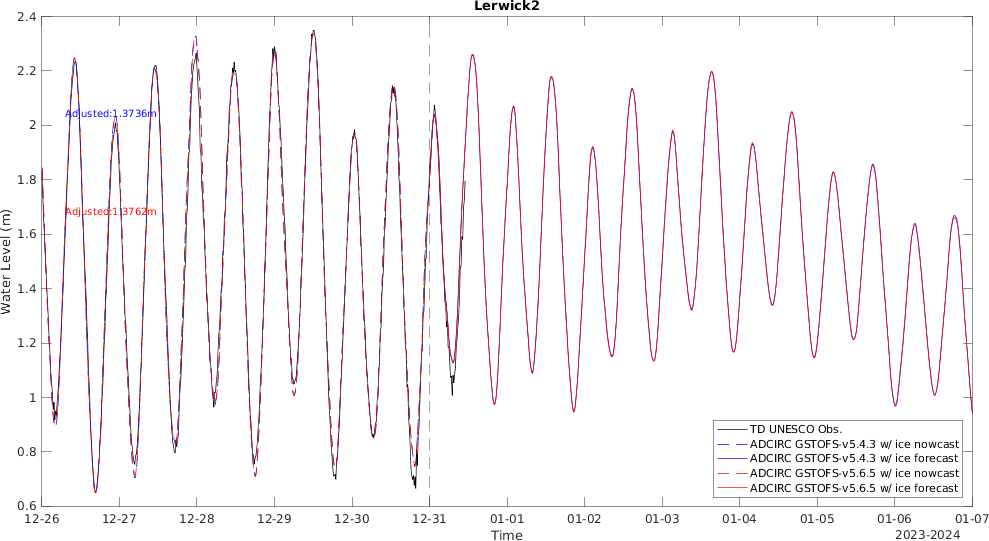 Lerwick2
2.4
2.2
2
1.8
1.6
1.4
1.2
1
0.8
0.6
Water Level (m)
Adjusted:1.3736m
Adjusted:1.3762m
TD UNESCO Obs.
ADCIRC GSTOFS-v5.4.3 w/ ice nowcast
ADCIRC GSTOFS-v5.4.3 w/ ice forecast
ADCIRC GSTOFS-v5.6.5 w/ ice nowcast
ADCIRC GSTOFS-v5.6.5 w/ ice forecast
12-26 12-27 12-28 12-29 12-30 12-31 01-01 01-02 01-03 01-04 01-05 01-06 01-07
Time
2023-2024